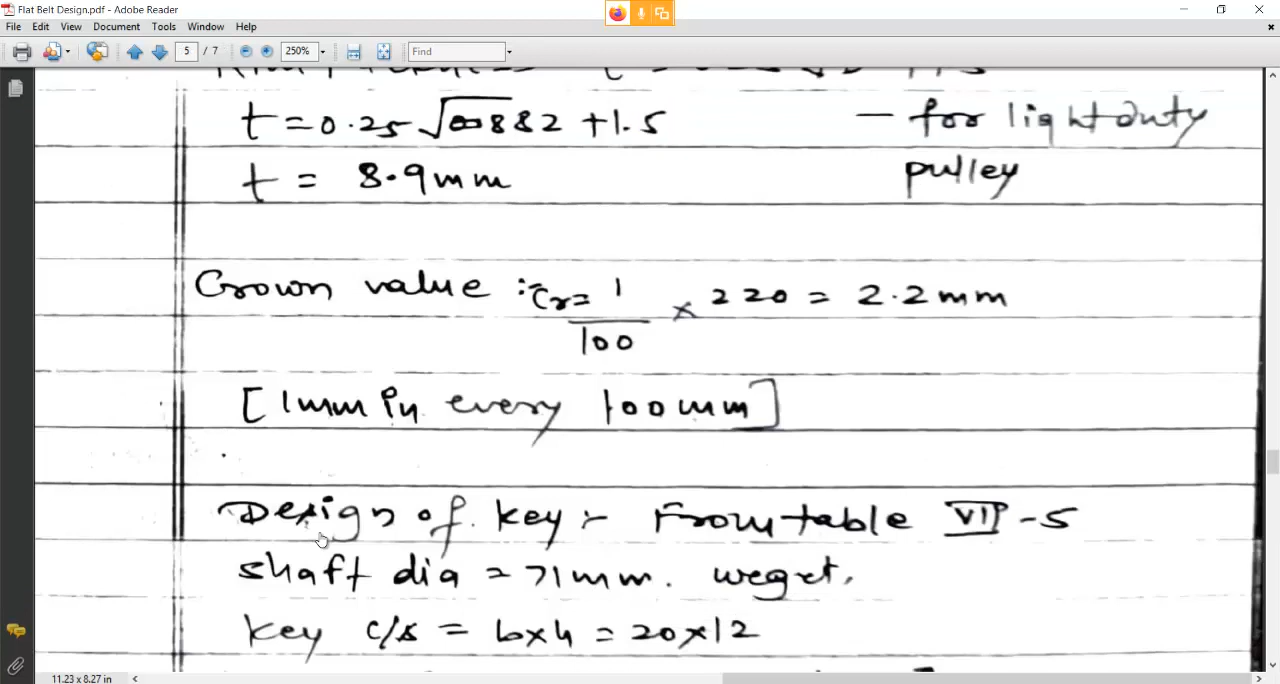 Flat Belt Design.pdf - Adobe Reader
File Edit View Document Tools Window Help
5 / 7 250% Find
t = 0.25 √ 882 + 1.5 — for light duty
t = 8.9mm pulley
Crown value :- Cr = 1/100 × 220 = 2.2mm
[1mm in every 100mm]
Design of key :- From table VII-5
shaft dia = 71mm. we get,
key c/s = b×h = 20×12
11.23 x 8.27 in